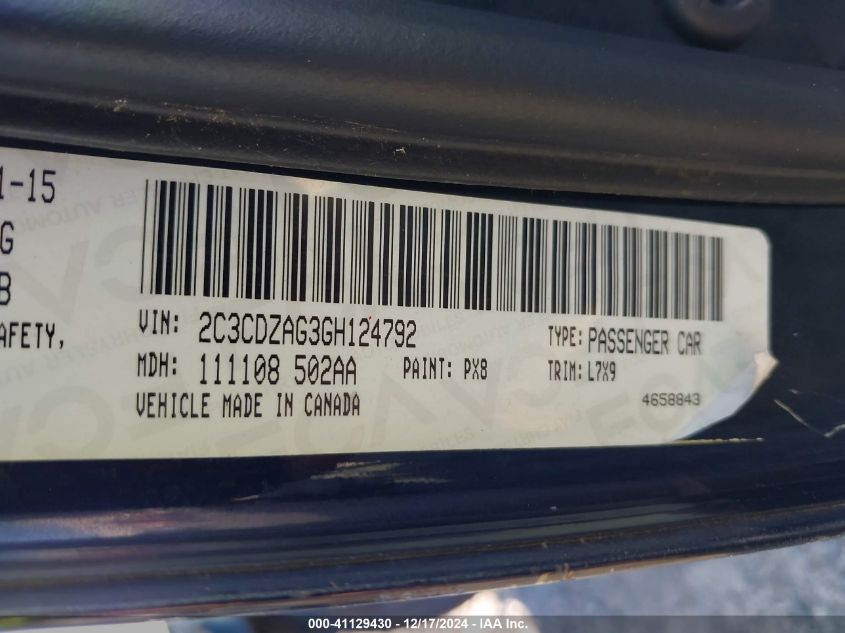 1-15
G
B
AFETY,
VIN: 2C3CDZAG3GH124792 TYPE: PASSENGER CAR
MDH: 111108 502AA PAINT: PX8 TRIM: L7X9
VEHICLE MADE IN CANADA 4658843
000-41129430 - 12/17/2024 - IAA Inc.